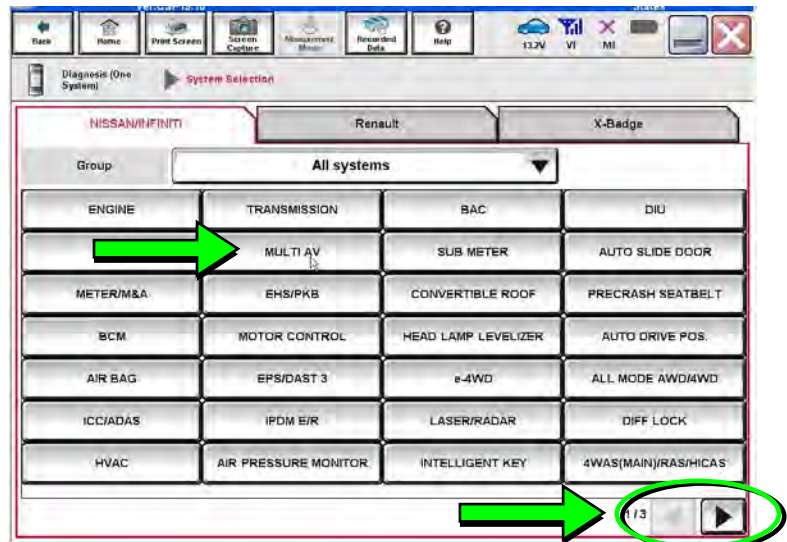 Back Home Print Screen Screen Capture Measurement Mode Recorded Data Help 13.2V VI MI
Diagnosis (One System) System Selection
NISSAN/INFINITI Renault X-Badge
Group All systems
ENGINE TRANSMISSION BAC DIU
MULTI AV SUB METER AUTO SLIDE DOOR
METER/M&A EHS/PKB CONVERTIBLE ROOF PRECRASH SEATBELT
BCM MOTOR CONTROL HEAD LAMP LEVELIZER AUTO DRIVE POS.
AIR BAG EPS/DAST 3 e-4WD ALL MODE AWD/4WD
ICC/ADAS IPDM E/R LASER/RADAR DIFF LOCK
HVAC AIR PRESSURE MONITOR INTELLIGENT KEY 4WAS(MAIN)/RAS/HICAS
1/3